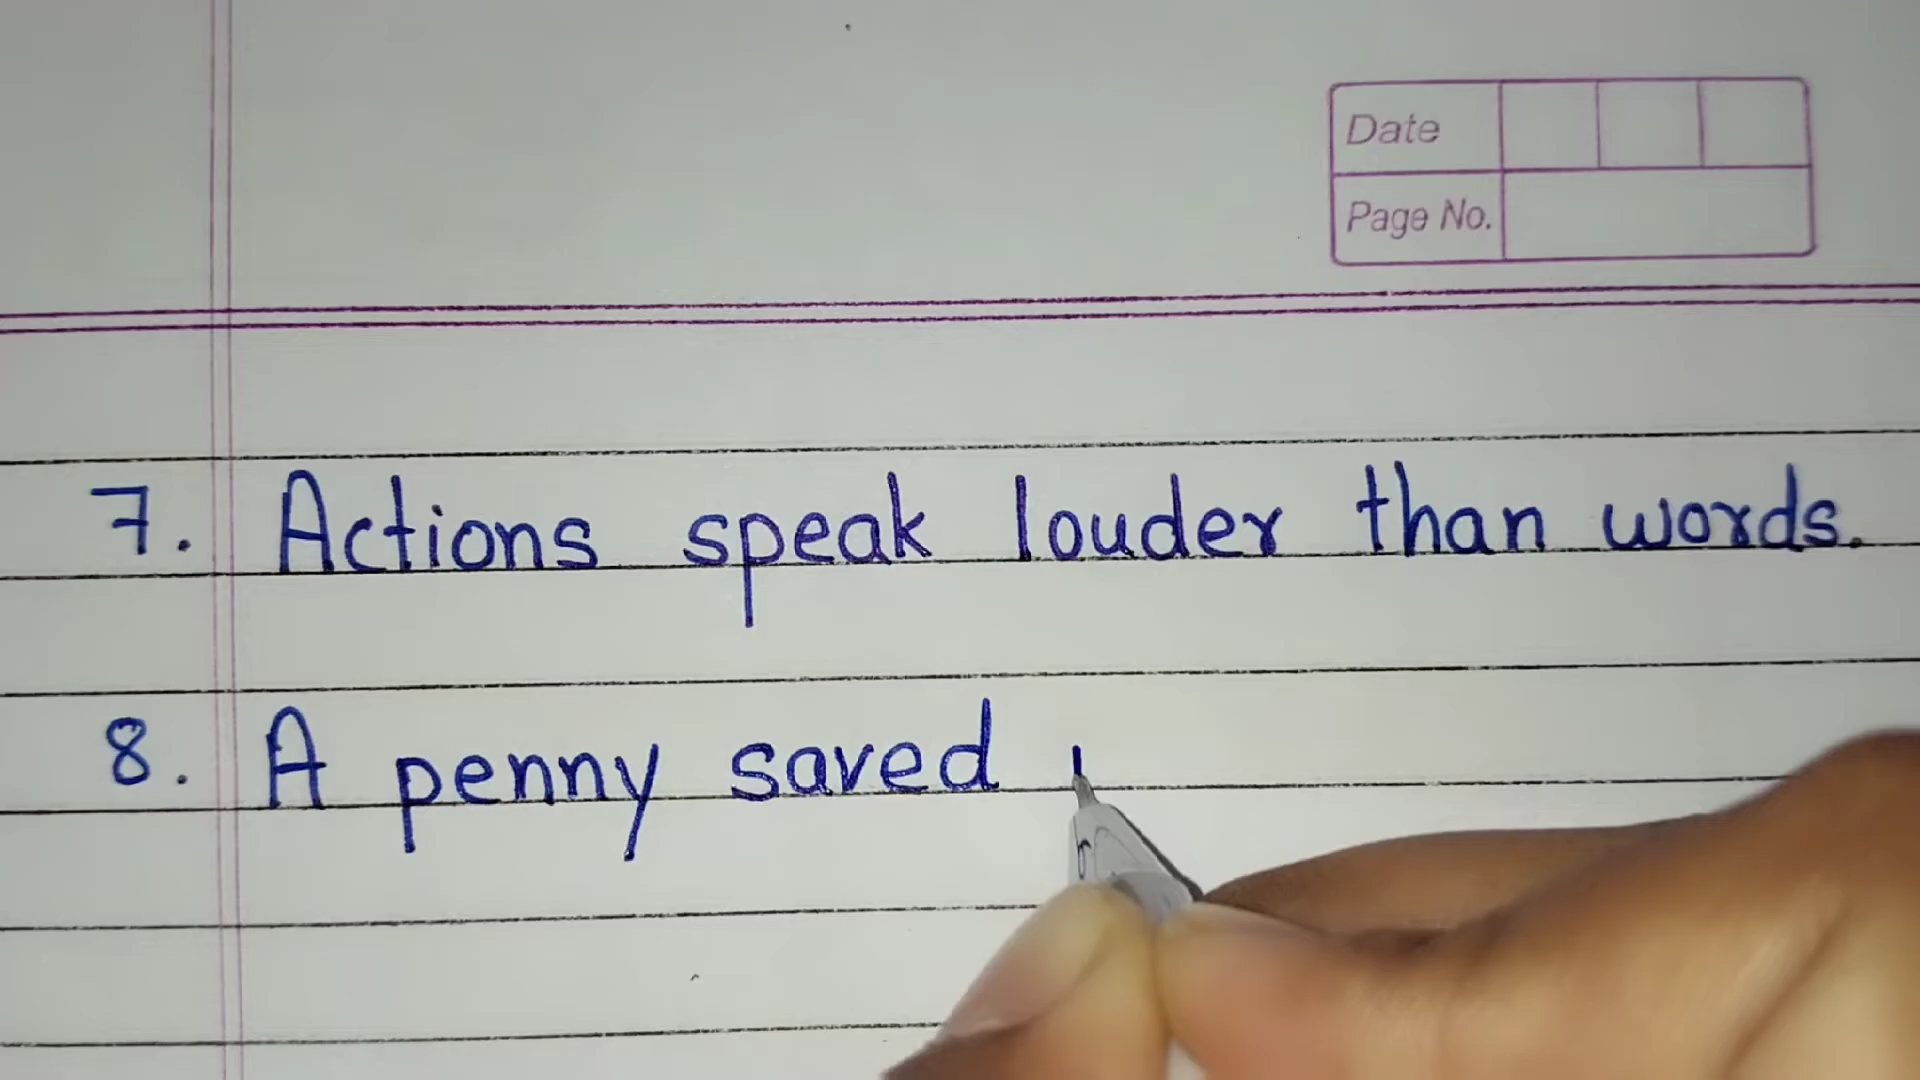 Date
Page No.
7. Actions speak louder than words.
8. A penny saved